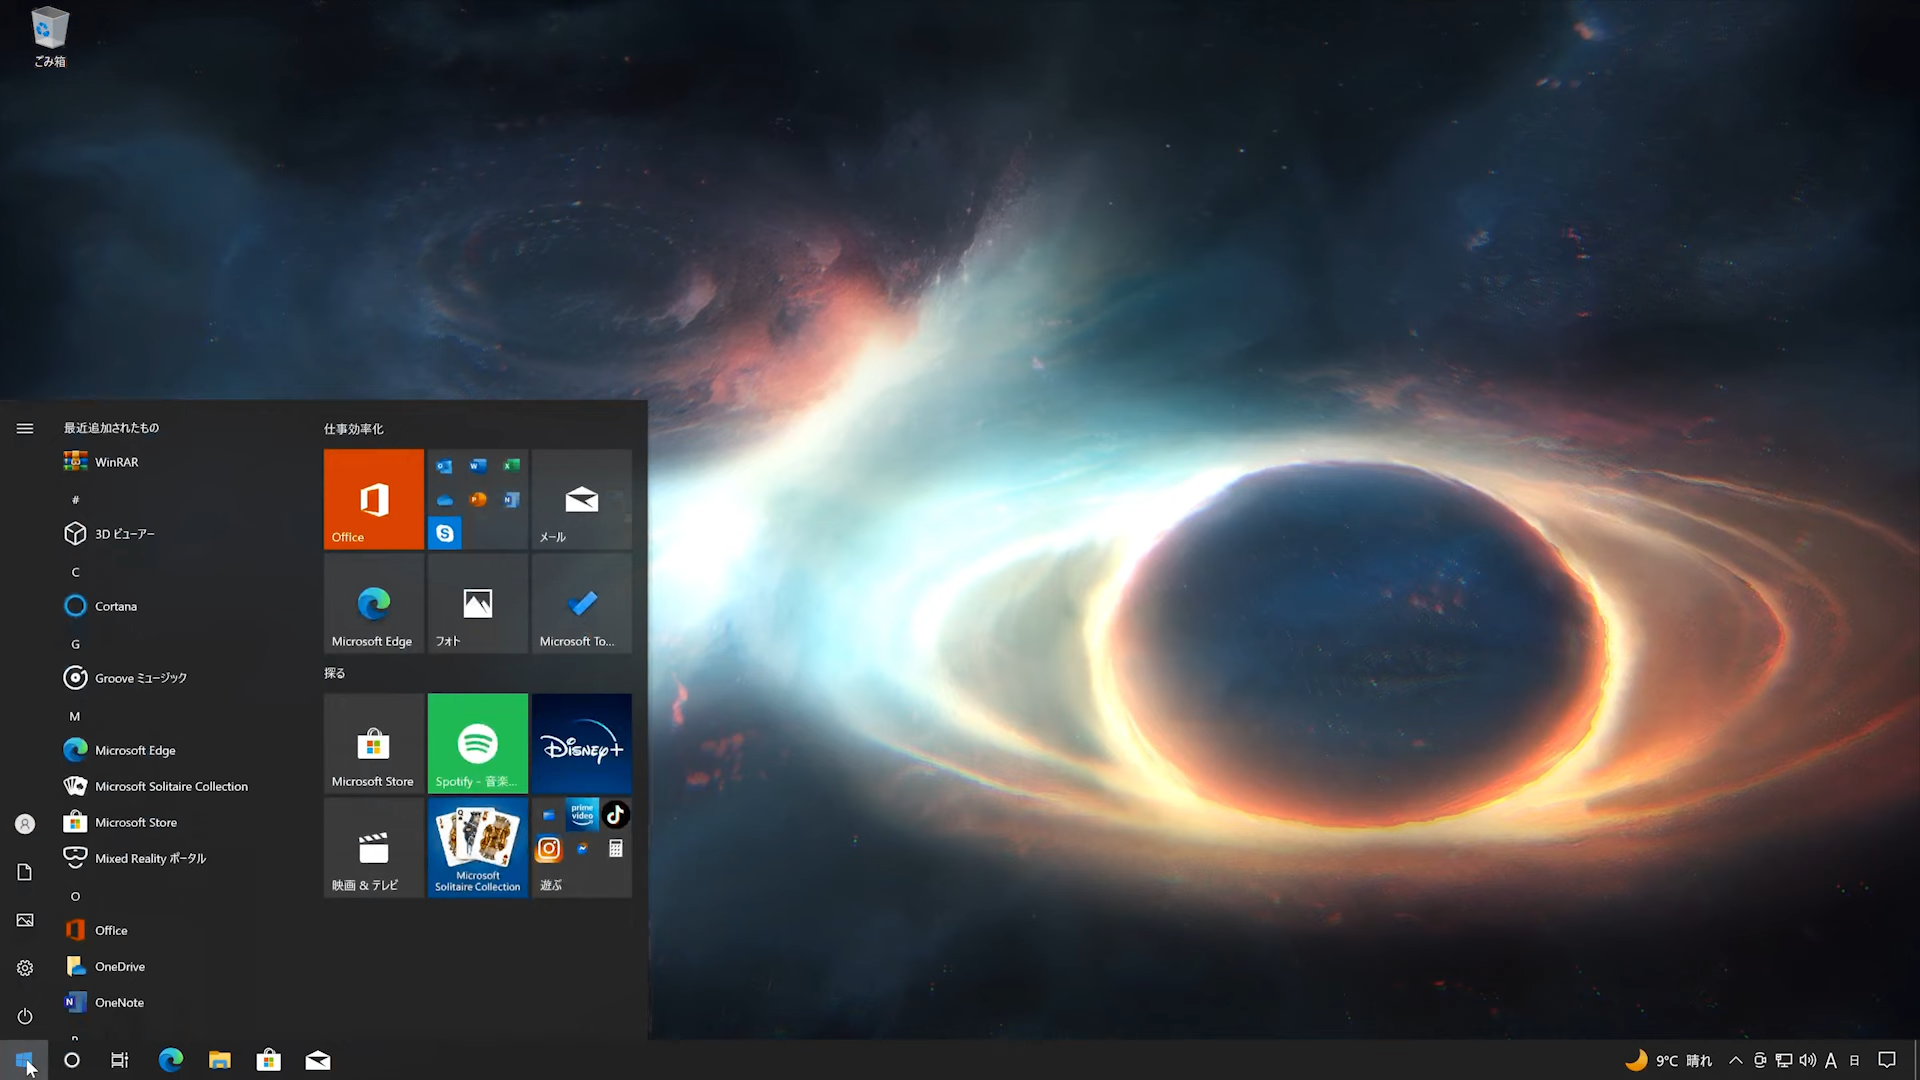 ごみ箱
最近追加されたもの
WinRAR
#
3D ビューアー
C
Cortana
G
Groove ミュージック
M
Microsoft Edge
Microsoft Solitaire Collection
Microsoft Store
Mixed Reality ポータル
O
Office
OneDrive
OneNote
仕事効率化
Office
メール
Microsoft Edge
フォト
Microsoft To...
探る
Microsoft Store
Spotify - 音楽...
Disney+
映画 & テレビ
Microsoft
Solitaire Collection
prime
video
遊ぶ
9°C 晴れ
A